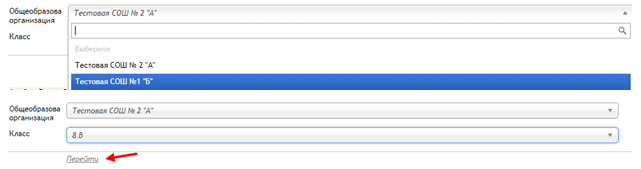 Общеобразова Тестовая СОШ № 2 "А"
организация
Класс
Выберите
Тестовая СОШ № 2 "А"
Тестовая СОШ №1 "Б"
Общеобразова Тестовая СОШ № 2 "А"
организация
Класс 8 В
Перейти